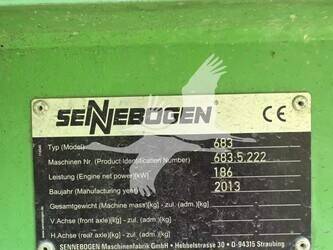 SENNEBOGEN
CE
Typ (Model) 683
Maschinen Nr. (Product Identification Number) 683.5.222
Leistung (Engine net power) [kW] 186
Baujahr (Manufacturing year) 2013
Gesamtgewicht (Machine mass) [kg] - zul. (adm.) [kg]
V.Achse (front axle) [kg] - zul. (adm.) [kg]
H.Achse (rear axle) [kg] - zul. (adm.) [kg]
SENNEBOGEN Maschinenfabrik GmbH • Hebbelstrasse 30 • D-94315 Straubing